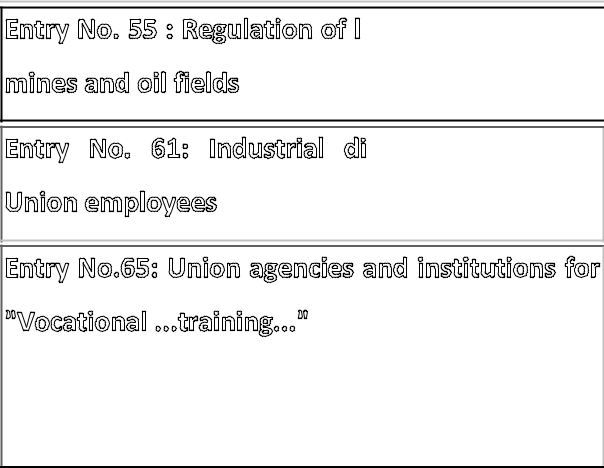 Entry No. 55 : Regulation of l
mines and oil fields
Entry No. 61: Industrial di
Union employees
Entry No.65: Union agencies and institutions for
"Vocational ...training..."